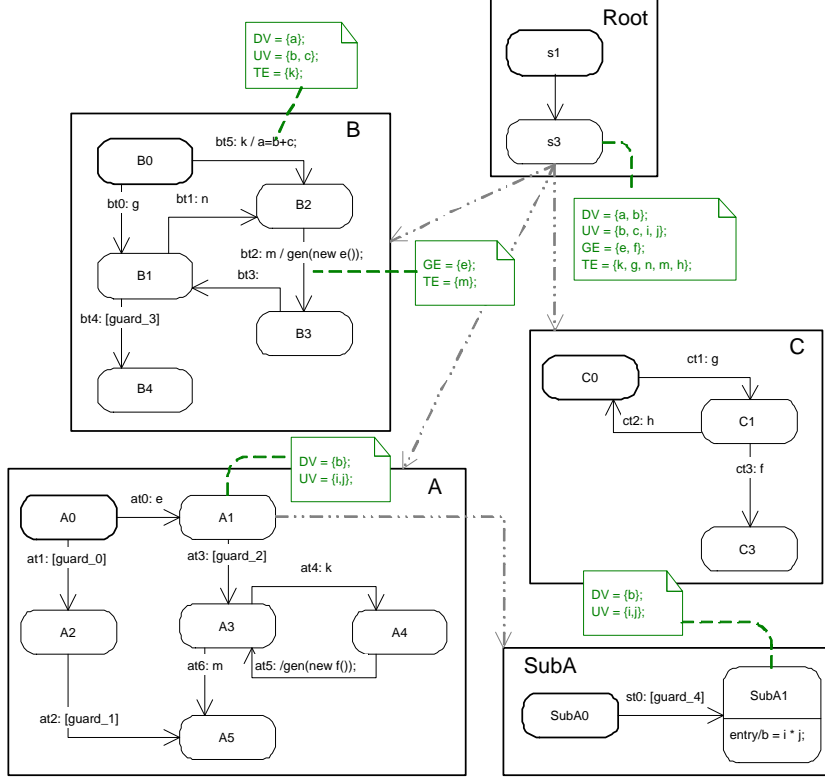 Root
s1
s3
DV = {a};
UV = {b, c};
TE = {k};
B
B0
bt5: k / a=b+c;
bt0: g
bt1: n
B2
B1
bt2: m / gen(new e());
bt3:
bt4: [guard_3]
B3
B4
GE = {e};
TE = {m};
DV = {a, b};
UV = {b, c, i, j};
GE = {e, f};
TE = {k, g, n, m, h};
C
C0
ct1: g
C1
ct2: h
ct3: f
C3
DV = {b};
UV = {i,j};
A
A0
at0: e
A1
at1: [guard_0]
at3: [guard_2]
at4: k
A2
A3
A4
at6: m
at5: /gen(new f());
at2: [guard_1]
A5
DV = {b};
UV = {i,j};
SubA
SubA0
st0: [guard_4]
SubA1
entry/b = i * j;